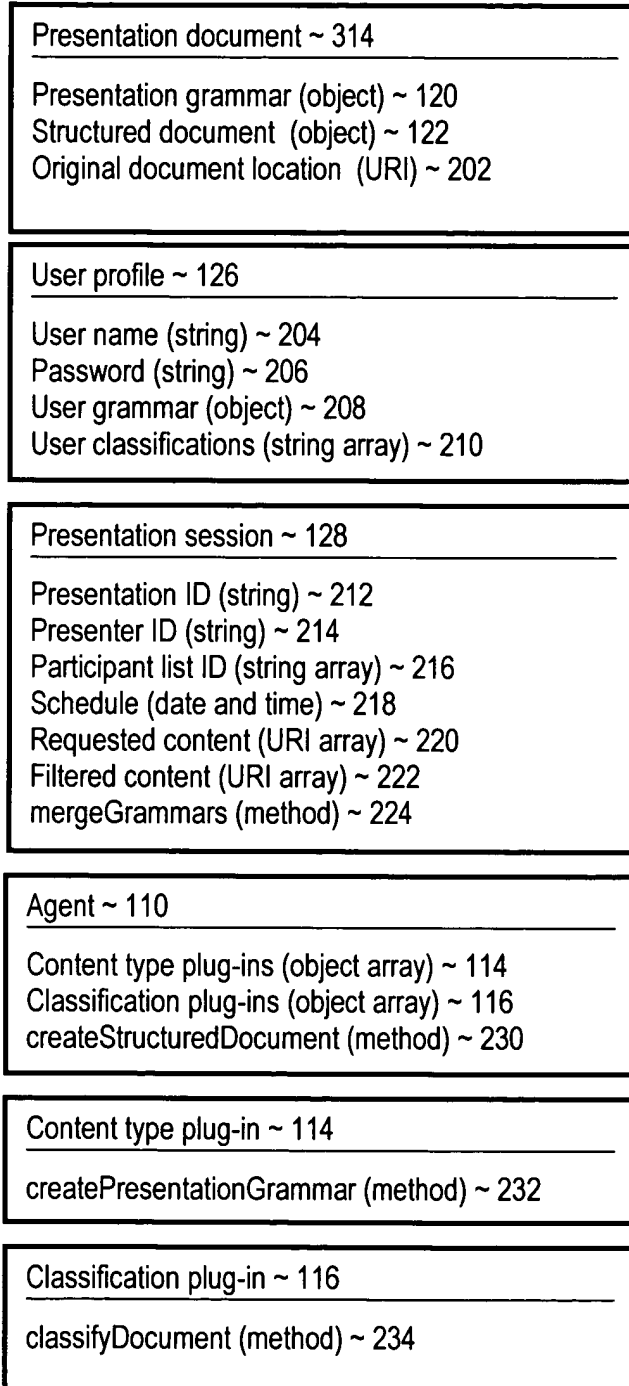 Presentation document ~ 314
Presentation grammar (object) ~ 120
Structured document (object) ~ 122
Original document location (URI) ~ 202
User profile ~ 126
User name (string) ~ 204
Password (string) ~ 206
User grammar (object) ~ 208
User classifications (string array) ~ 210
Presentation session ~ 128
Presentation ID (string) ~ 212
Presenter ID (string) ~ 214
Participant list ID (string array) ~ 216
Schedule (date and time) ~ 218
Requested content (URI array) ~ 220
Filtered content (URI array) ~ 222
mergeGrammars (method) ~ 224
Agent ~ 110
Content type plug-ins (object array) ~ 114
Classification plug-ins (object array) ~ 116
createStructuredDocument (method) ~ 230
Content type plug-in ~ 114
createPresentationGrammar (method) ~ 232
Classification plug-in ~ 116
classifyDocument (method) ~ 234